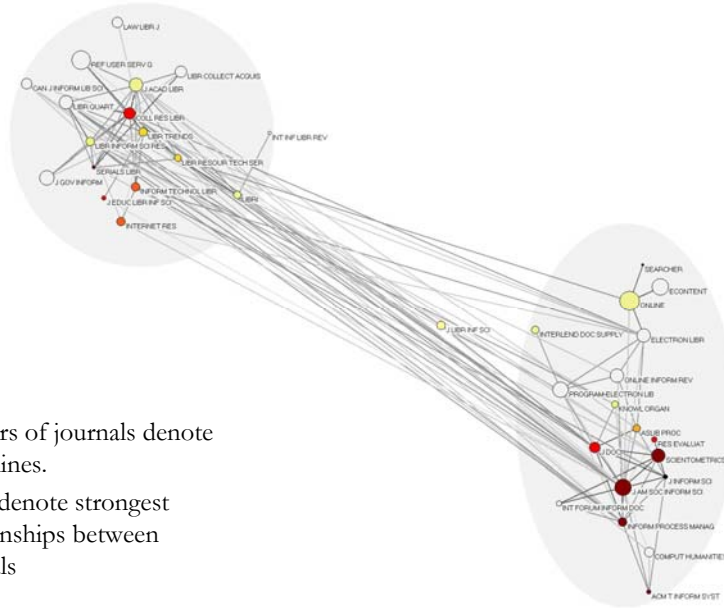 LAW LIBR J
REF USER SERV G
LIBR COLLECT ACQUIS
CAN J INFORM LIB SCI
J ACAD LIBR
LIBR QUART
COLL RES LIBR
LIBR TRENDS
INT INF LIBR REV
LIBR INFORM SCI RES
LIBR RESOUR TECH SER
SERIALS LIBR
J GOV INFORM
INFORM TECHNOL LIBR
LIBRI
J EDUC LIBR INF SCI
INTERNET RES
SEARCHER
ECONTENT
ONLINE
J LIBR INF SCI
INTERLEND DOC SUPPLY
ELECTRON LIBR
ONLINE INFORM REV
PROGRAM-ELECTRON LIB
KNOWL ORGAN
ASLIB PROC
RES EVALUAT
J DOC
SCIENTOMETRICS
J INFORM SCI
J AM SOC INFORM SCI
INT FORUM INFORM DOC
INFORM PROCESS MANAG
COMPUT HUMANITIES
ACM T INFORM SYST
rs of journals denote
lines.
denote strongest
nships between
ls